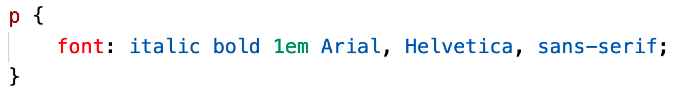 p {
    font: italic bold 1em Arial, Helvetica, sans-serif;
}